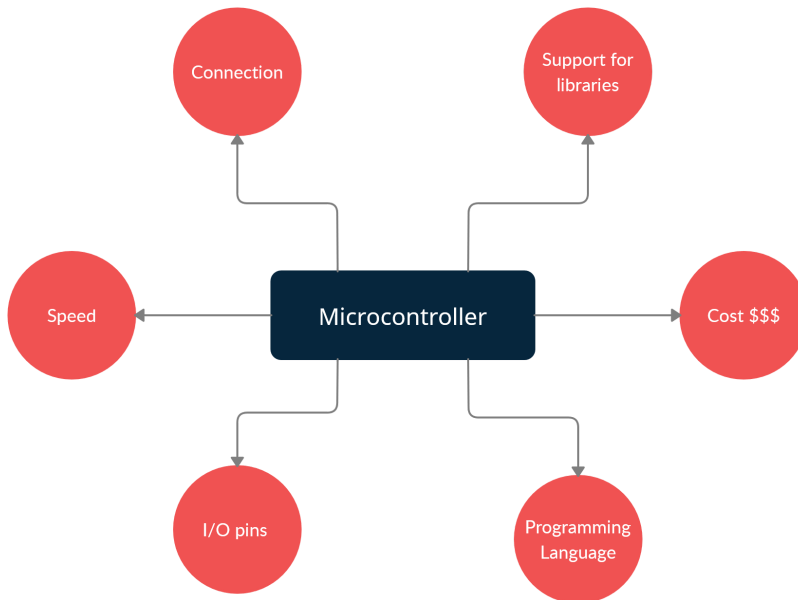 Connection
Support for
libraries
Speed
Microcontroller
Cost $$$
I/O pins
Programming
Language